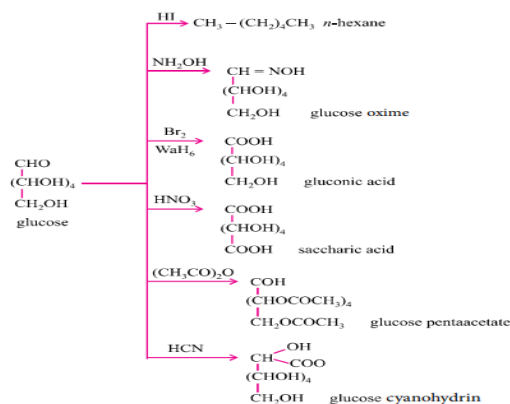 HI
CH₃ – (CH₂)₄CH₃ n-hexane
NH₂OH
CH = NOH
(CHOH)₄
CH₂OH glucose oxime
Br₂
WaH₆
COOH
(CHOH)₄
CH₂OH gluconic acid
CHO
(CHOH)₄
CH₂OH
glucose
HNO₃
COOH
(CHOH)₄
COOH saccharic acid
(CH₃CO)₂O
COH
(CHOCOCH₃)₄
CH₂OCOCH₃ glucose pentaacetate
HCN
OH
CH
COO
(CHOH)₄
CH₂OH glucose cyanohydrin